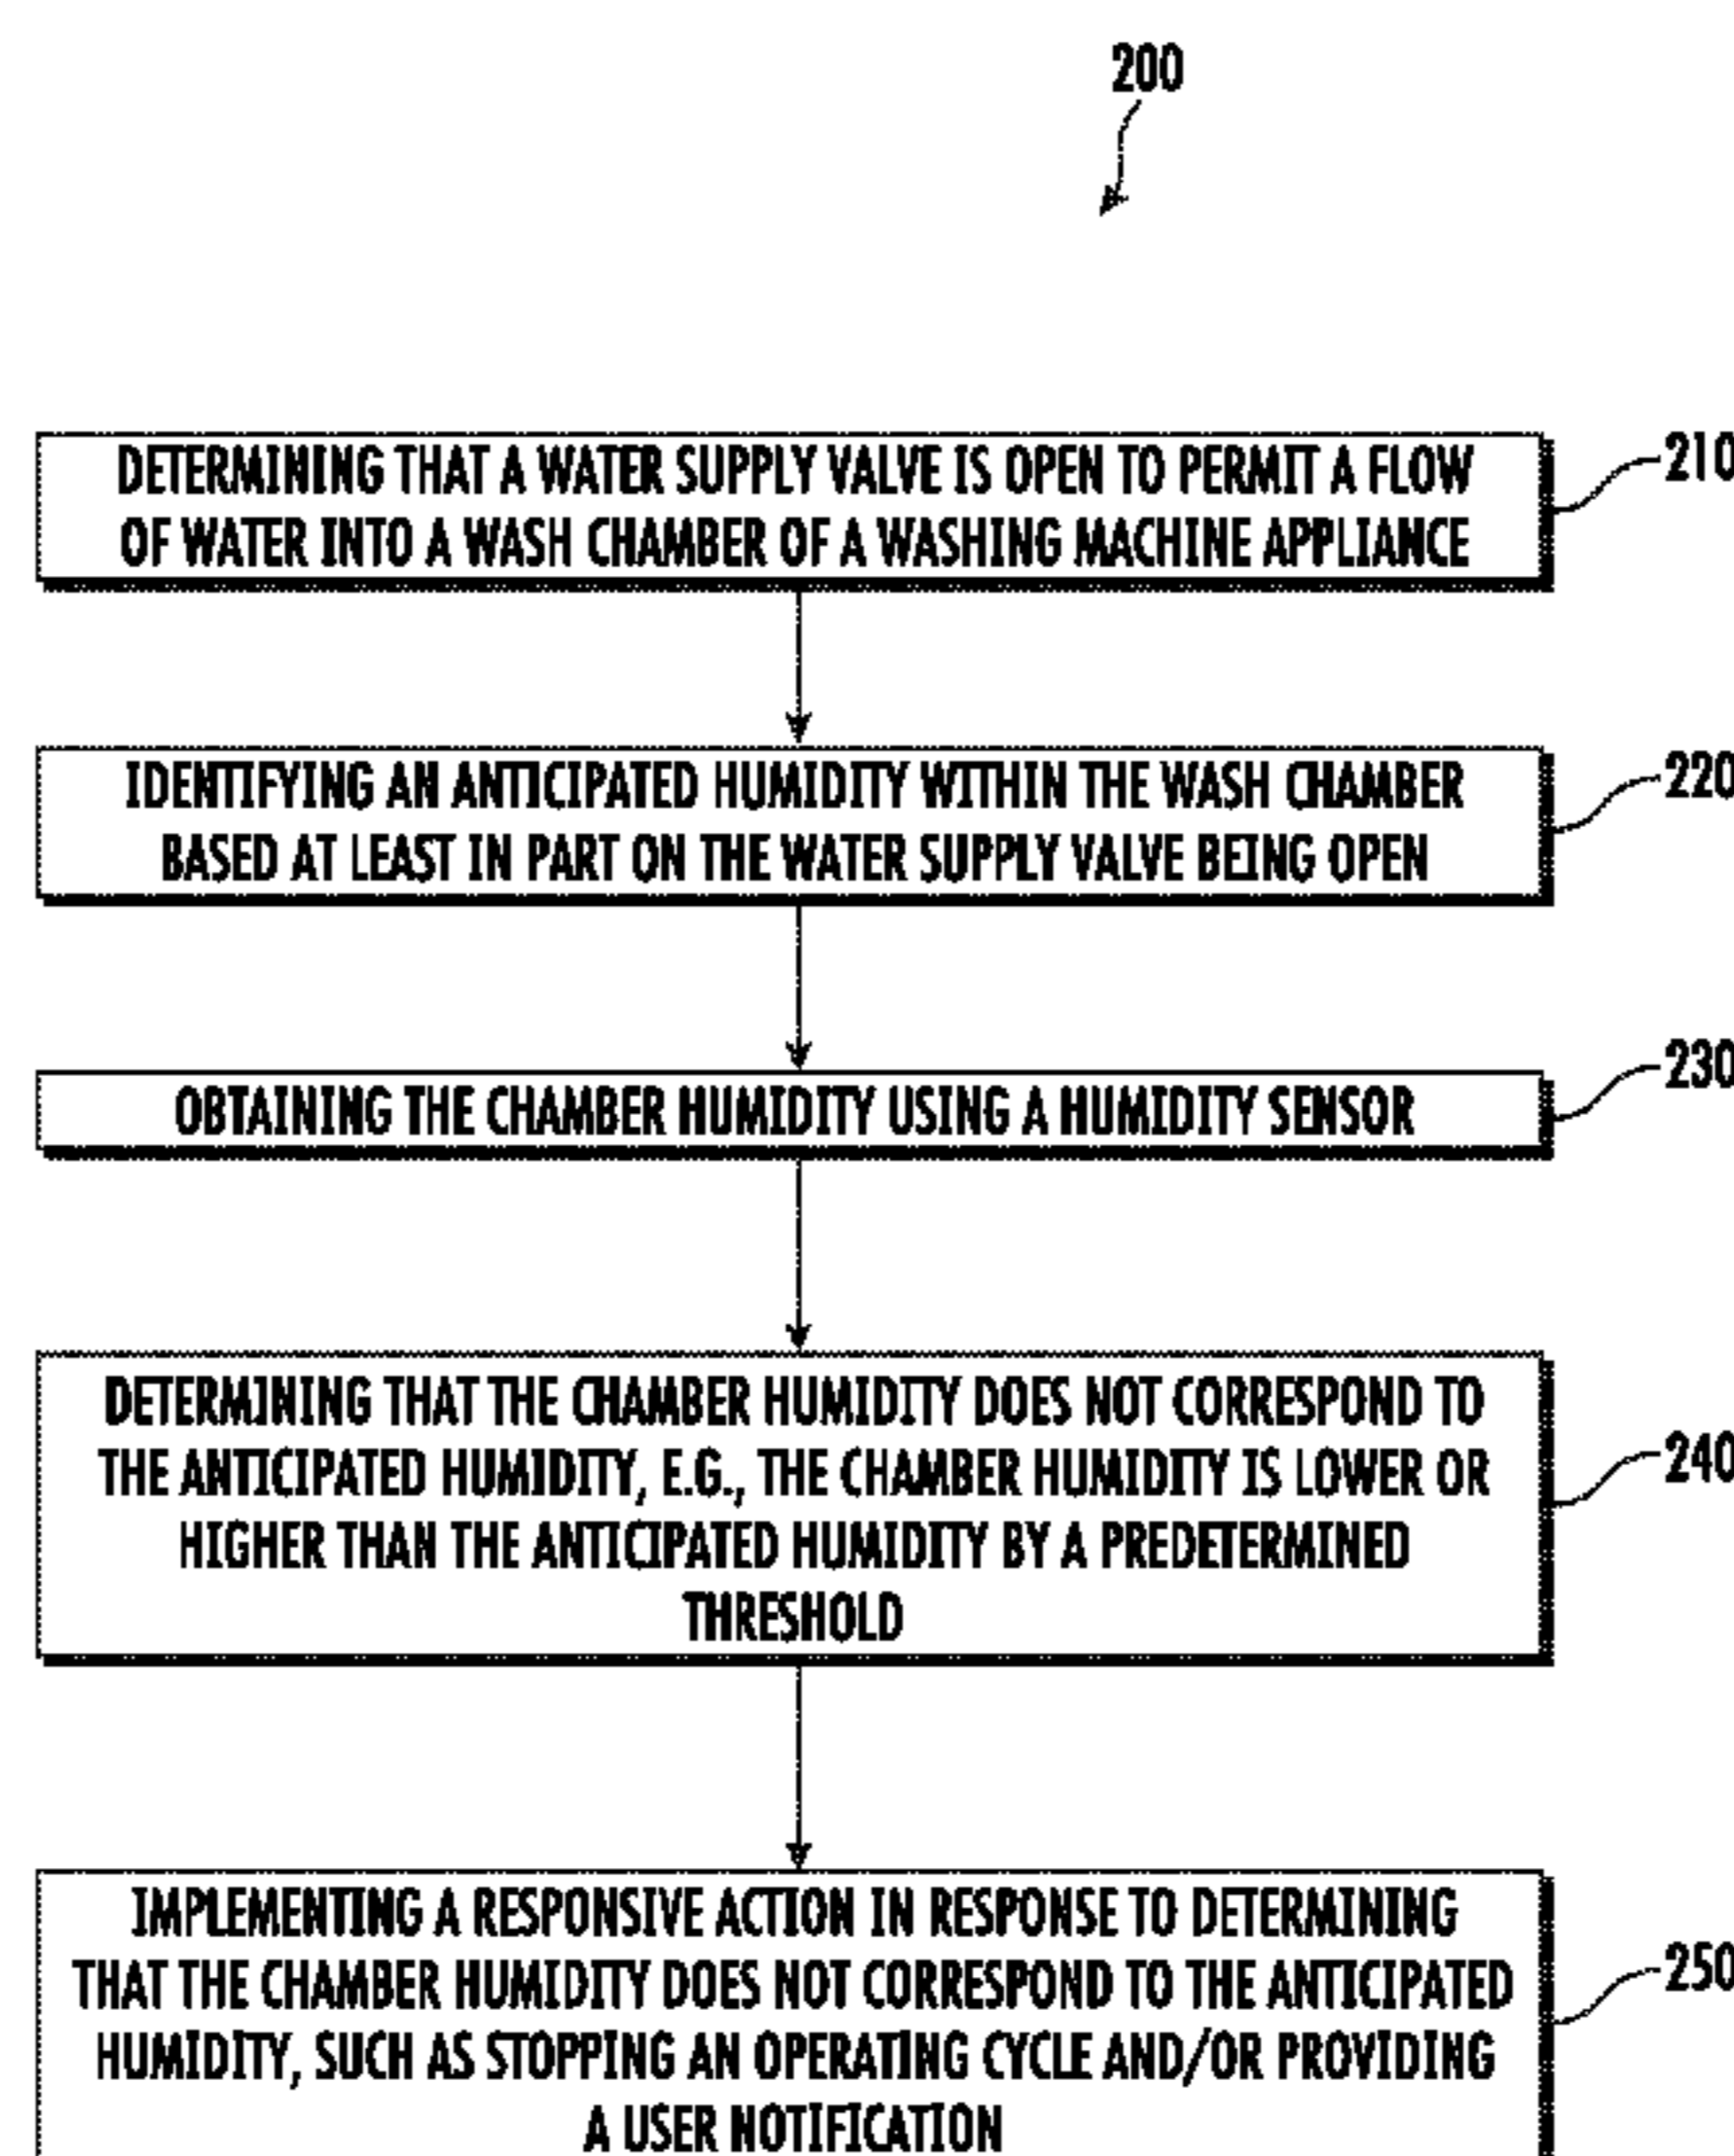 200
DETERMINING THAT A WATER SUPPLY VALVE IS OPEN TO PERMIT A FLOW
OF WATER INTO A WASH CHAMBER OF A WASHING MACHINE APPLIANCE
210
IDENTIFYING AN ANTICIPATED HUMIDITY WITHIN THE WASH CHAMBER
BASED AT LEAST IN PART ON THE WATER SUPPLY VALVE BEING OPEN
220
OBTAINING THE CHAMBER HUMIDITY USING A HUMIDITY SENSOR
230
DETERMINING THAT THE CHAMBER HUMIDITY DOES NOT CORRESPOND TO
THE ANTICIPATED HUMIDITY, E.G., THE CHAMBER HUMIDITY IS LOWER OR
HIGHER THAN THE ANTICIPATED HUMIDITY BY A PREDETERMINED
THRESHOLD
240
IMPLEMENTING A RESPONSIVE ACTION IN RESPONSE TO DETERMINING
THAT THE CHAMBER HUMIDITY DOES NOT CORRESPOND TO THE ANTICIPATED
HUMIDITY, SUCH AS STOPPING AN OPERATING CYCLE AND/OR PROVIDING
A USER NOTIFICATION
250